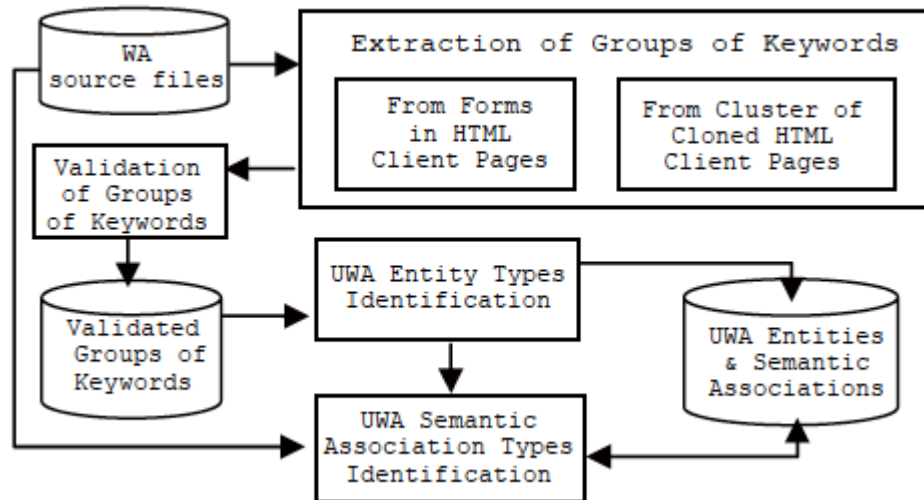 WA
source files
Extraction of Groups of Keywords
From Forms
in HTML
Client Pages
From Cluster of
Cloned HTML
Client Pages
Validation
of Groups
of Keywords
UWA Entity Types
Identification
Validated
Groups of
Keywords
UWA Entities
& Semantic
Associations
UWA Semantic
Association Types
Identification